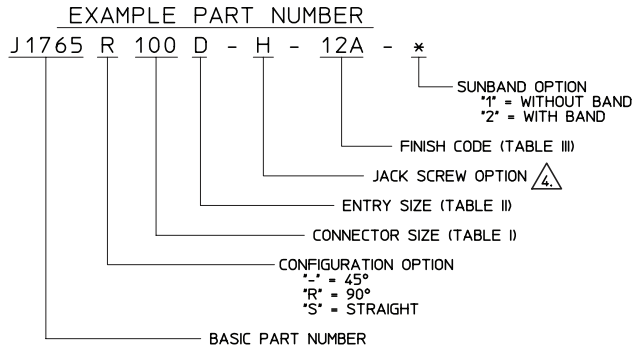 EXAMPLE PART NUMBER
J1765 R 100 D - H - 12A - *
SUNBAND OPTION
"1" = WITHOUT BAND
"2" = WITH BAND
FINISH CODE (TABLE III)
JACK SCREW OPTION 4.
ENTRY SIZE (TABLE II)
CONNECTOR SIZE (TABLE I)
CONFIGURATION OPTION
"-" = 45°
"R" = 90°
"S" = STRAIGHT
BASIC PART NUMBER